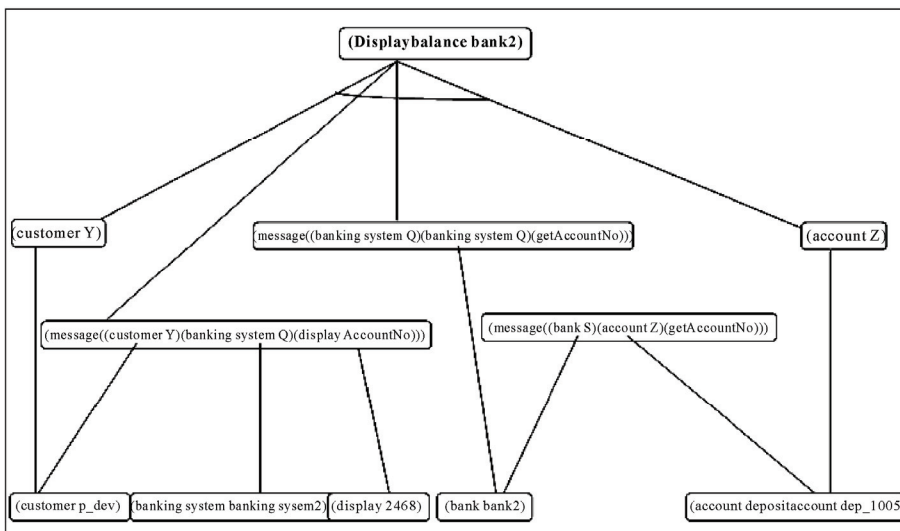 (Displaybalance bank2)
(customer Y)
(message((banking system Q)(banking system Q)(getAccountNo)))
(account Z)
(message((customer Y)(banking system Q)(display AccountNo)))
(message((bank S)(account Z)(getAccountNo)))
(customer p_dev)
(banking system banking sysem2)
(display 2468)
(bank bank2)
(account depositaccount dep_1005